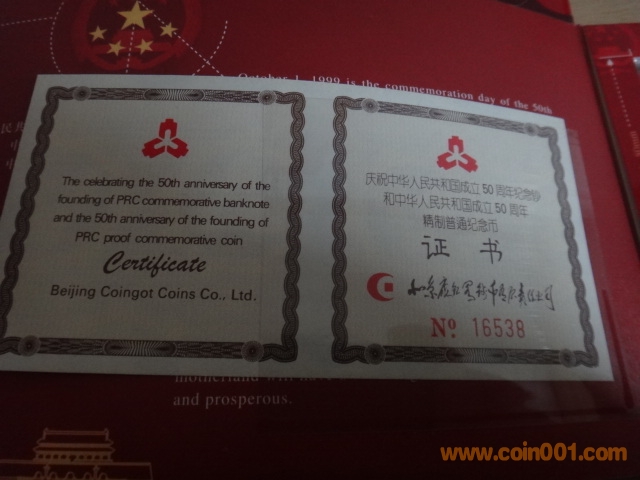 October 1, 1999 is the commemoration day of the 50th
The celebrating the 50th anniversary of the
founding of PRC commemorative banknote
and the 50th anniversary of the founding of
PRC proof commemorative coin
Certificate
Beijing Coingot Coins Co., Ltd.
庆祝中华人民共和国成立50周年纪念钞
和中华人民共和国成立50周年
精制普通纪念币
证书
№ 16538
motherland will have
and prosperous.
www.coin001.com